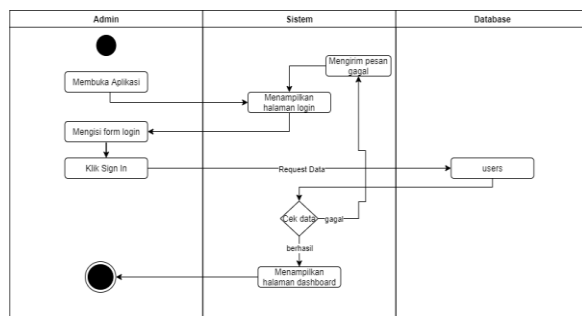 Admin
Sistem
Database
Mengirim pesan
gagal
Membuka Aplikasi
Menampilkan
halaman login
Mengisi form login
Klik Sign In
Request Data
users
Cek data
gagal
berhasil
Menampilkan
halaman dashboard